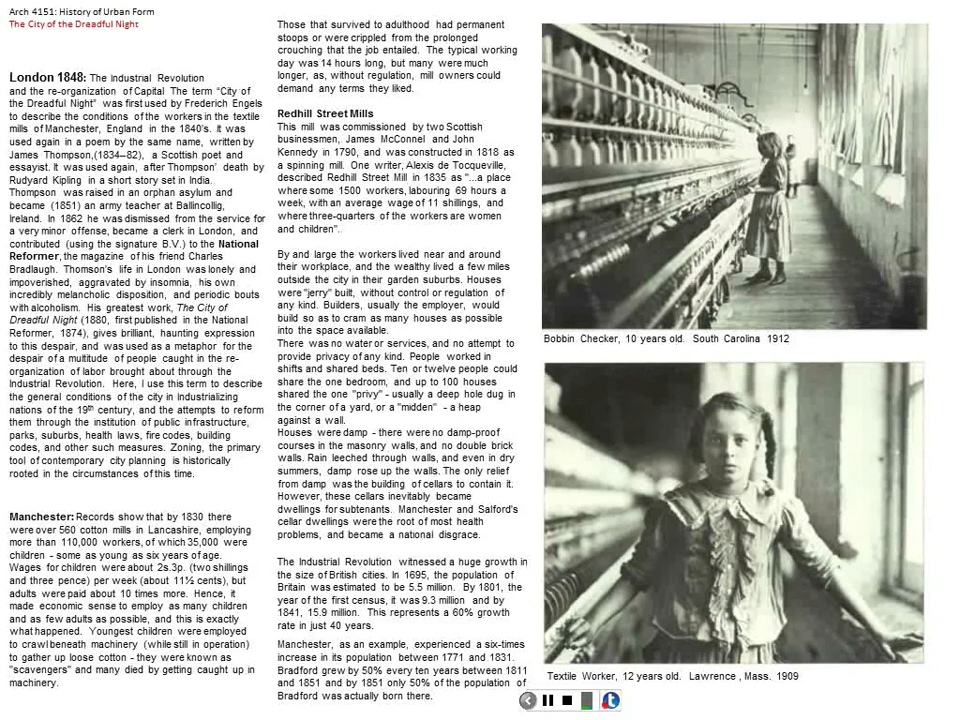 Arch 4151: History of Urban Form
The City of the Dreadful Night
London 1848: The Industrial Revolution
and the re-organization of Capital The term “City of
the Dreadful Night” was first used by Frederich Engels
to describe the conditions of the workers in the textile
mills of Manchester, England in the 1840’s. It was
used again in a poem by the same name, written by
James Thompson,(1834–82), a Scottish poet and
essayist. It was used again, after Thompson’ death by
Rudyard Kipling in a short story set in India.
Thompson was raised in an orphan asylum and
became (1851) an army teacher at Ballincollig,
Ireland. In 1862 he was dismissed from the service for
a very minor offense, became a clerk in London, and
contributed (using the signature B.V.) to the National
Reformer, the magazine of his friend Charles
Bradlaugh. Thomson's life in London was lonely and
impoverished, aggravated by insomnia, his own
incredibly melancholic disposition, and periodic bouts
with alcoholism. His greatest work, The City of
Dreadful Night (1880, first published in the National
Reformer, 1874), gives brilliant, haunting expression
to this despair, and was used as a metaphor for the
despair of a multitude of people caught in the re-
organization of labor brought about through the
Industrial Revolution. Here, I use this term to describe
the general conditions of the city in Industrializing
nations of the 19th century, and the attempts to reform
them through the institution of public infrastructure,
parks, suburbs, health laws, fire codes, building
codes, and other such measures. Zoning, the primary
tool of contemporary city planning is historically
rooted in the circumstances of this time.
Manchester: Records show that by 1830 there
were over 560 cotton mills in Lancashire, employing
more than 110,000 workers, of which 35,000 were
children - some as young as six years of age.
Wages for children were about 2s.3p. (two shillings
and three pence) per week (about 11½ cents), but
adults were paid about 10 times more. Hence, it
made economic sense to employ as many children
and as few adults as possible, and this is exactly
what happened. Youngest children were employed
to crawl beneath machinery (while still in operation)
to gather up loose cotton - they were known as
"scavengers" and many died by getting caught up in
machinery.
Those that survived to adulthood had permanent
stoops or were crippled from the prolonged
crouching that the job entailed. The typical working
day was 14 hours long, but many were much
longer, as, without regulation, mill owners could
demand any terms they liked.
Redhill Street Mills
This mill was commissioned by two Scottish
businessmen, James McConnel and John
Kennedy in 1790, and was constructed in 1818 as
a spinning mill. One writer, Alexis de Tocqueville,
described Redhill Street Mill in 1835 as "...a place
where some 1500 workers, labouring 69 hours a
week, with an average wage of 11 shillings, and
where three-quarters of the workers are women
and children".
By and large the workers lived near and around
their workplace, and the wealthy lived a few miles
outside the city in their garden suburbs. Houses
were "jerry" built, without control or regulation of
any kind. Builders, usually the employer, would
build so as to cram as many houses as possible
into the space available.
There was no water or services, and no attempt to
provide privacy of any kind. People worked in
shifts and shared beds. Ten or twelve people could
share the one bedroom, and up to 100 houses
shared the one "privy" - usually a deep hole dug in
the corner of a yard, or a "midden" - a heap
against a wall.
Houses were damp - there were no damp-proof
courses in the masonry walls, and no double brick
walls. Rain leeched through walls, and even in dry
summers, damp rose up the walls. The only relief
from damp was the building of cellars to contain it.
However, these cellars inevitably became
dwellings for subtenants. Manchester and Salford's
cellar dwellings were the root of most health
problems, and became a national disgrace.
The Industrial Revolution witnessed a huge growth in
the size of British cities. In 1695, the population of
Britain was estimated to be 5.5 million. By 1801, the
year of the first census, it was 9.3 million and by
1841, 15.9 million. This represents a 60% growth
rate in just 40 years.
Manchester, as an example, experienced a six-times
increase in its population between 1771 and 1831.
Bradford grew by 50% every ten years between 1811
and 1851 and by 1851 only 50% of the population of
Bradford was actually born there.
Bobbin Checker, 10 years old. South Carolina 1912
Textile Worker, 12 years old. Lawrence , Mass. 1909